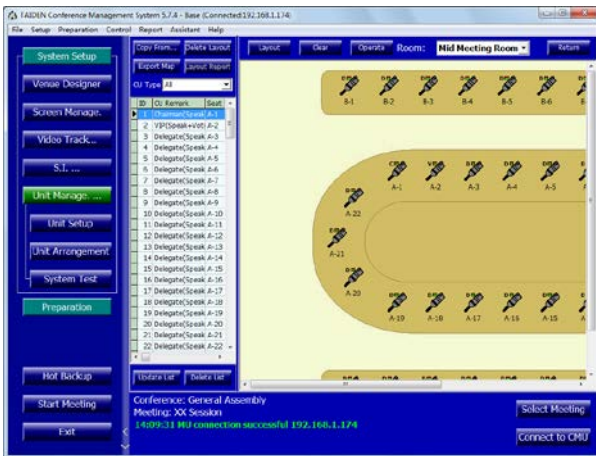 TAIDEN Conference Management System 5.7.4 - Base (Connected:192.168.1.174)
File Setup Preparation Control Report Assistant Help
System Setup
Venue Designer
Screen Manage.
Video Track...
S.I. ...
Unit Manage. ...
Unit Setup
Unit Arrangement
System Test
Preparation
Hot Backup
Start Meeting
Exit
Copy From... Delete Layout
Export Map Layout Report
CU Type All
ID CU Remark Seat
1 Chairman(Speak A-1
2 VIP(Speak+Vot) A-2
3 Delegate(Speak A-3
4 Delegate(Speak A-4
5 Delegate(Speak A-5
6 Delegate(Speak A-6
7 Delegate(Speak A-7
8 Delegate(Speak A-8
9 Delegate(Speak A-9
10 Delegate(Speak A-10
11 Delegate(Speak A-11
12 Delegate(Speak A-12
13 Delegate(Speak A-13
14 Delegate(Speak A-14
15 Delegate(Speak A-15
16 Delegate(Speak A-16
17 Delegate(Speak A-17
18 Delegate(Speak A-18
19 Delegate(Speak A-19
20 Delegate(Speak A-20
21 Delegate(Speak A-21
22 Delegate(Speak A-22
Update List Delete List
Layout Clear Operate Room: Mid Meeting Room Return
B-1 B-2 B-3 B-4 B-5 B-6
A-1 A-2 A-3 A-4 A-5
A-22
A-21
A-20
A-19 A-18 A-17 A-16 A-15
Conference: General Assembly
Meeting: XX Session
14:09:31 MU connection successful 192.168.1.174
Select Meeting
Connect to CMU